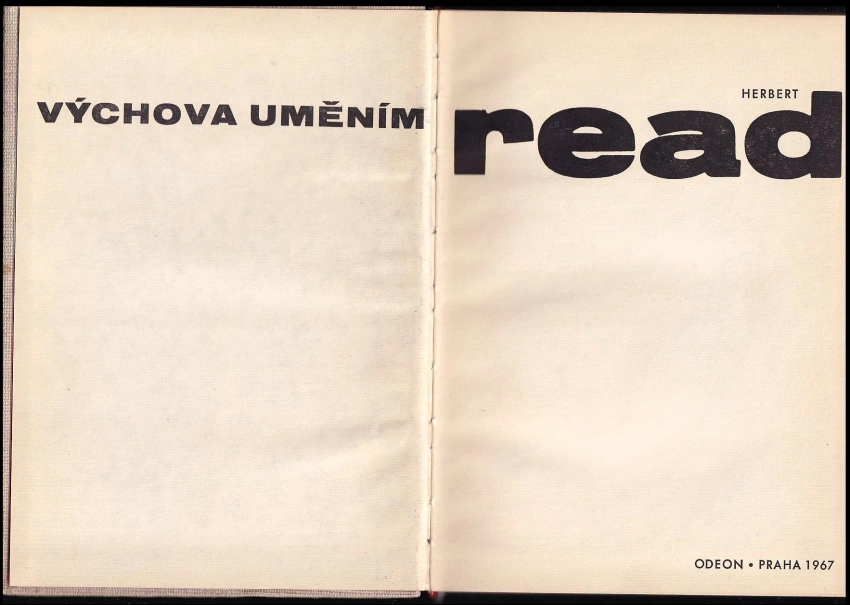 VÝCHOVA UMĚNÍM
HERBERT
read
ODEON • PRAHA 1967